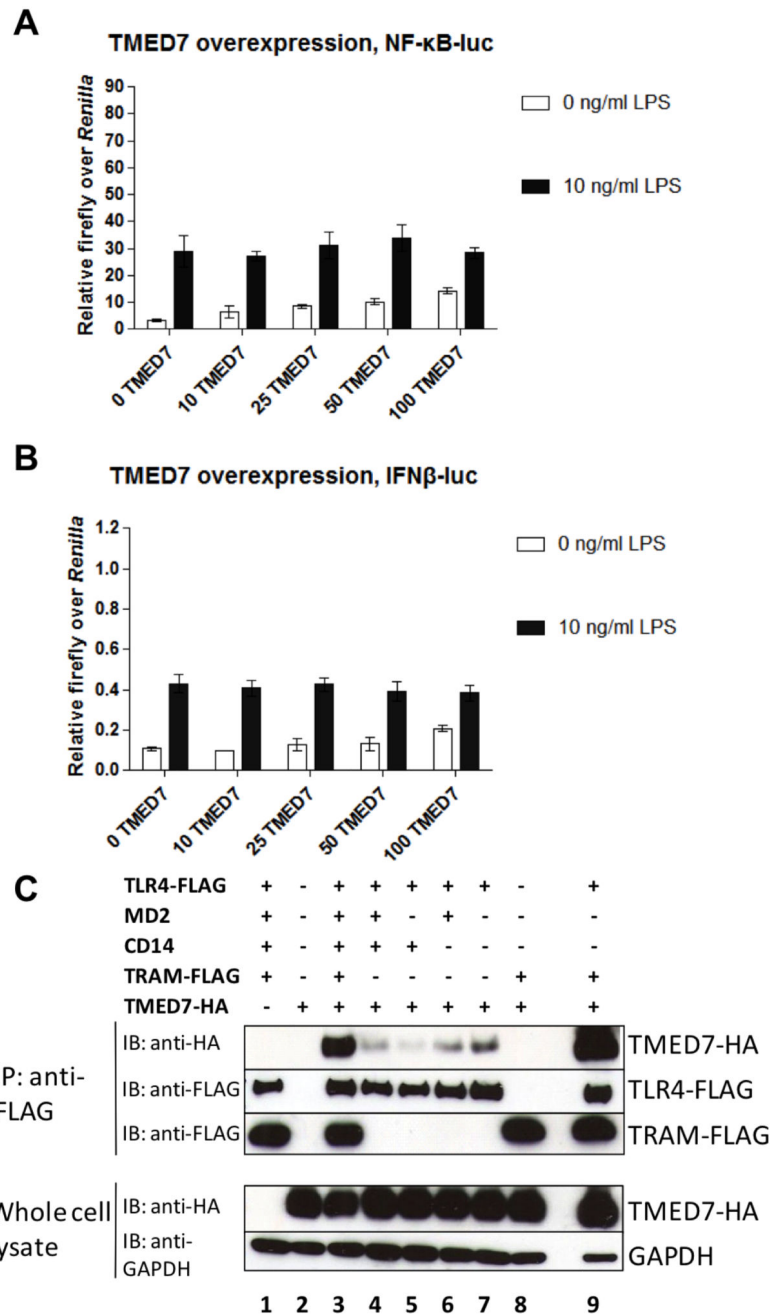 A
TMED7 overexpression, NF-κB-luc
Relative firefly over Renilla
90
80
70
60
50
40
30
20
10
0
0 TMED7
10 TMED7
25 TMED7
50 TMED7
100 TMED7
0 ng/ml LPS
10 ng/ml LPS
B
TMED7 overexpression, IFNβ-luc
Relative firefly over Renilla
1.2
1.0
0.8
0.6
0.4
0.2
0.0
0 TMED7
10 TMED7
25 TMED7
50 TMED7
100 TMED7
0 ng/ml LPS
10 ng/ml LPS
C
TLR4-FLAG + - + + + + + - +
MD2 + - + + - + - - -
CD14 + - + + + - - - -
TRAM-FLAG + - + - - - - + +
TMED7-HA - + + + + + + + +
P: anti-
FLAG
IB: anti-HA TMED7-HA
IB: anti-FLAG TLR4-FLAG
IB: anti-FLAG TRAM-FLAG
Whole cell
ysate
IB: anti-HA TMED7-HA
IB: anti-
GAPDH
GAPDH
1 2 3 4 5 6 7 8 9